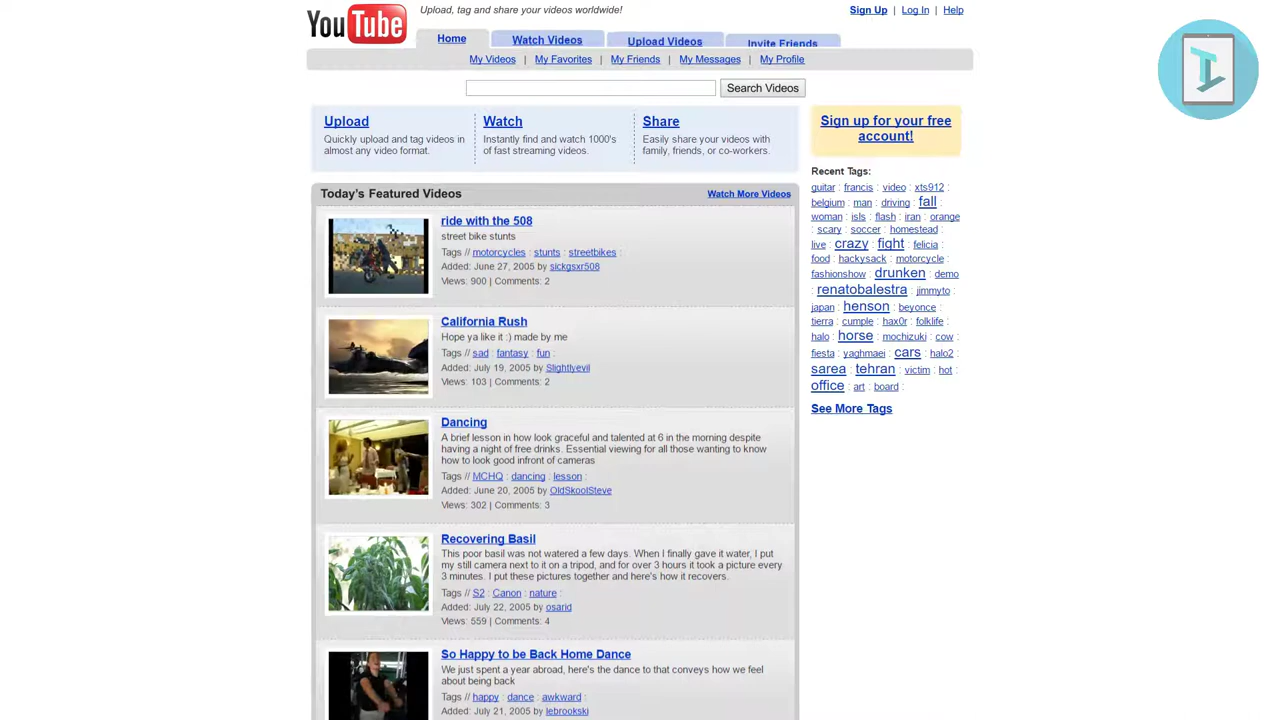 YouTube
Upload, tag and share your videos worldwide!
Sign Up | Log In | Help
Home
Watch Videos
Upload Videos
Invite Friends
My Videos | My Favorites | My Friends | My Messages | My Profile
Search Videos
Upload
Quickly upload and tag videos in
almost any video format.
Watch
Instantly find and watch 1000's
of fast streaming videos.
Share
Easily share your videos with
family, friends, or co-workers.
Sign up for your free
account!
Today's Featured Videos
Watch More Videos
ride with the 508
street bike stunts
Tags // motorcycles : stunts : streetbikes :
Added: June 27, 2005 by sickgsxr508
Views: 900 | Comments: 2
California Rush
Hope ya like it :) made by me
Tags // sad : fantasy : fun :
Added: July 19, 2005 by Slightlyevil
Views: 103 | Comments: 2
Dancing
A brief lesson in how look graceful and talented at 6 in the morning despite
having a night of free drinks. Essential viewing for all those wanting to know
how to look good infront of cameras
Tags // MCHQ : dancing : lesson :
Added: June 20, 2005 by OldSkoolSteve
Views: 302 | Comments: 3
Recovering Basil
This poor basil was not watered a few days. When I finally gave it water, I put
my still camera next to it on a tripod, and for over 3 hours it took a picture every
3 minutes. I put these pictures together and here's how it recovers.
Tags // S2 : Canon : nature :
Added: July 22, 2005 by osarid
Views: 559 | Comments: 4
So Happy to be Back Home Dance
We just spent a year abroad, here's the dance to that conveys how we feel
about being back
Tags // happy : dance : awkward :
Added: July 21, 2005 by lebrookski
Recent Tags:
guitar : francis : video : xts912 :
belgium : man : driving : fall :
woman : isls : flash : iran : orange
: scary : soccer : homestead :
live : crazy : fight : felicia :
food : hackysack : motorcycle :
fashionshow : drunken : demo
: renatobalestra : jimmyto :
japan : henson : beyonce :
tierra : cumple : hax0r : folklife :
halo : horse : mochizuki : cow :
fiesta : yaghmaei : cars : halo2 :
sarea : tehran : victim : hot :
office : art : board :
See More Tags